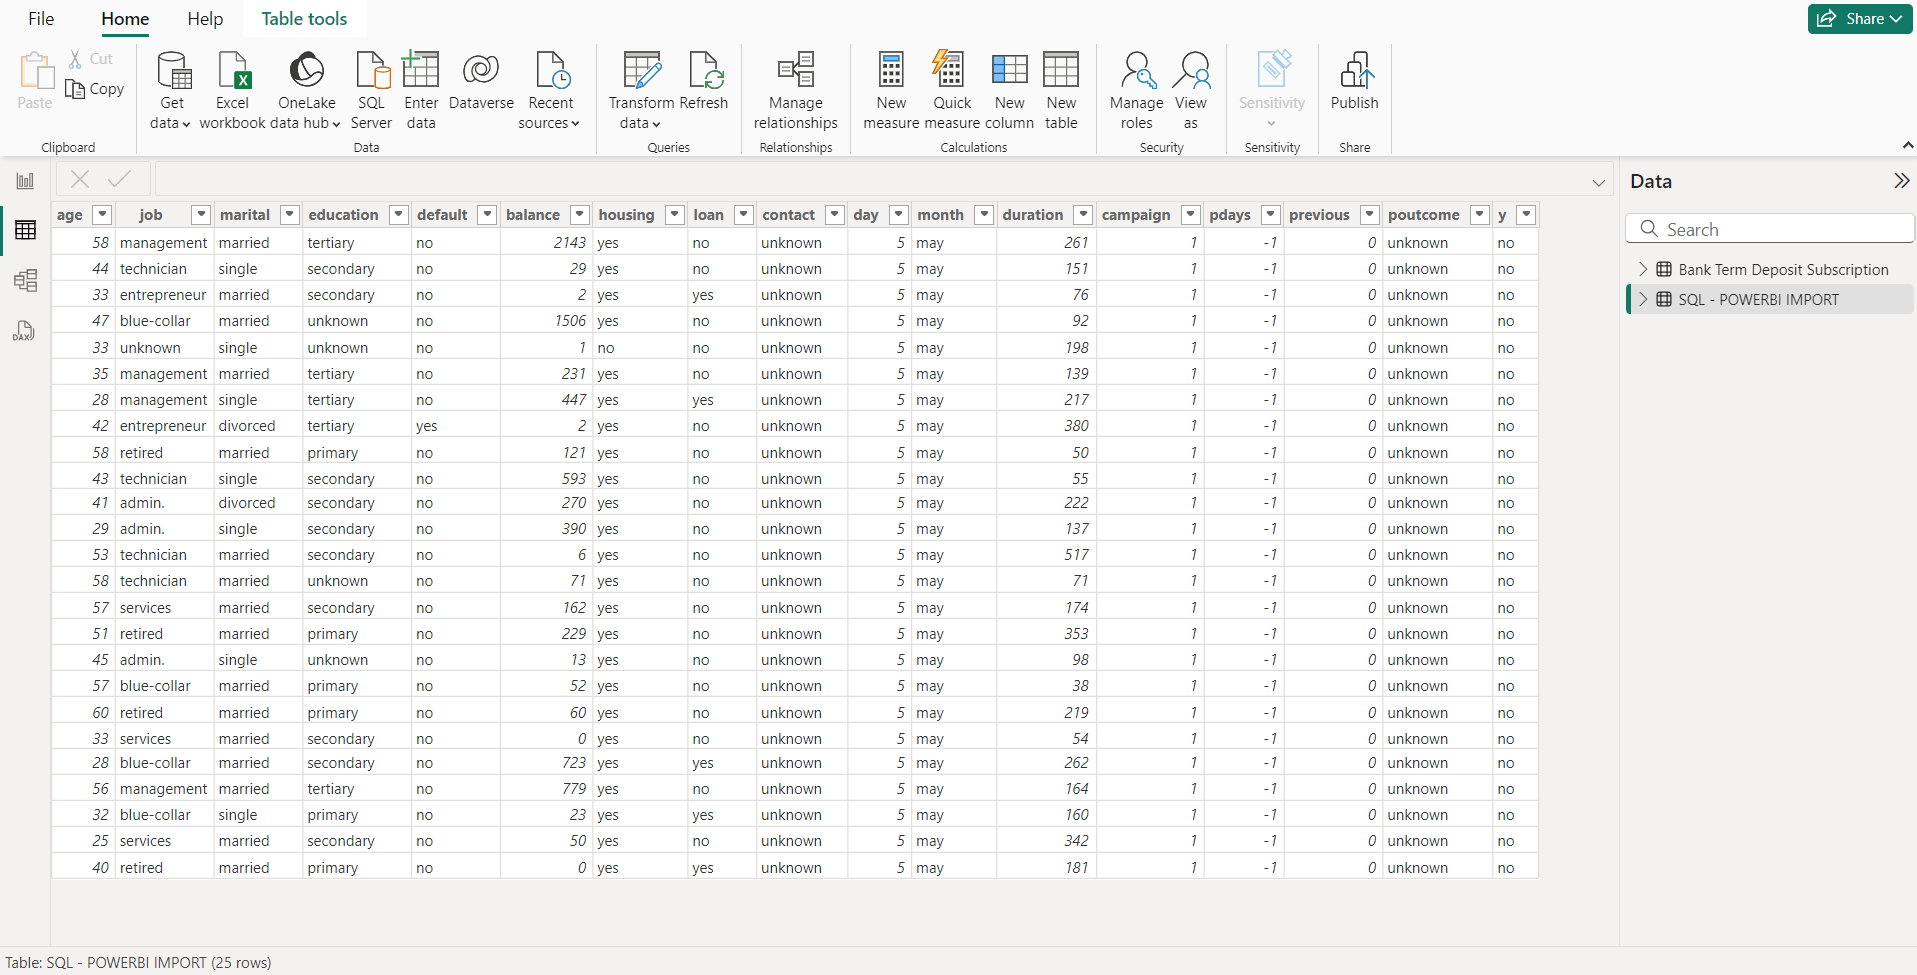 File Home Help Table tools Share
Paste Cut Copy
Get data Excel workbook OneLake data hub SQL Server Enter data Dataverse Recent sources Transform data Refresh Manage relationships New measure Quick measure New column New table Manage roles View as Sensitivity Publish
Clipboard Data Queries Relationships Calculations Security Sensitivity Share
age job marital education default balance housing loan contact day month duration campaign pdays previous poutcome y
58 management married tertiary no 2143 yes no unknown 5 may 261 1 -1 0 unknown no
44 technician single secondary no 29 yes no unknown 5 may 151 1 -1 0 unknown no
33 entrepreneur married secondary no 2 yes yes unknown 5 may 76 1 -1 0 unknown no
47 blue-collar married unknown no 1506 yes no unknown 5 may 92 1 -1 0 unknown no
33 unknown single unknown no 1 no no unknown 5 may 198 1 -1 0 unknown no
35 management married tertiary no 231 yes no unknown 5 may 139 1 -1 0 unknown no
28 management single tertiary no 447 yes yes unknown 5 may 217 1 -1 0 unknown no
42 entrepreneur divorced tertiary yes 2 yes no unknown 5 may 380 1 -1 0 unknown no
58 retired married primary no 121 yes no unknown 5 may 50 1 -1 0 unknown no
43 technician single secondary no 593 yes no unknown 5 may 55 1 -1 0 unknown no
41 admin. divorced secondary no 270 yes no unknown 5 may 222 1 -1 0 unknown no
29 admin. single secondary no 390 yes no unknown 5 may 137 1 -1 0 unknown no
53 technician married secondary no 6 yes no unknown 5 may 517 1 -1 0 unknown no
58 technician married unknown no 71 yes no unknown 5 may 71 1 -1 0 unknown no
57 services married secondary no 162 yes no unknown 5 may 174 1 -1 0 unknown no
51 retired married primary no 229 yes no unknown 5 may 353 1 -1 0 unknown no
45 admin. single unknown no 13 yes no unknown 5 may 98 1 -1 0 unknown no
57 blue-collar married primary no 52 yes no unknown 5 may 38 1 -1 0 unknown no
60 retired married primary no 60 yes no unknown 5 may 219 1 -1 0 unknown no
33 services married secondary no 0 yes no unknown 5 may 54 1 -1 0 unknown no
28 blue-collar married secondary no 723 yes yes unknown 5 may 262 1 -1 0 unknown no
56 management married tertiary no 779 yes no unknown 5 may 164 1 -1 0 unknown no
32 blue-collar single primary no 23 yes yes unknown 5 may 160 1 -1 0 unknown no
25 services married secondary no 50 yes no unknown 5 may 342 1 -1 0 unknown no
40 retired married primary no 0 yes yes unknown 5 may 181 1 -1 0 unknown no
DAX
Data
Search
Bank Term Deposit Subscription
SQL - POWERBI IMPORT
Table: SQL - POWERBI IMPORT (25 rows)